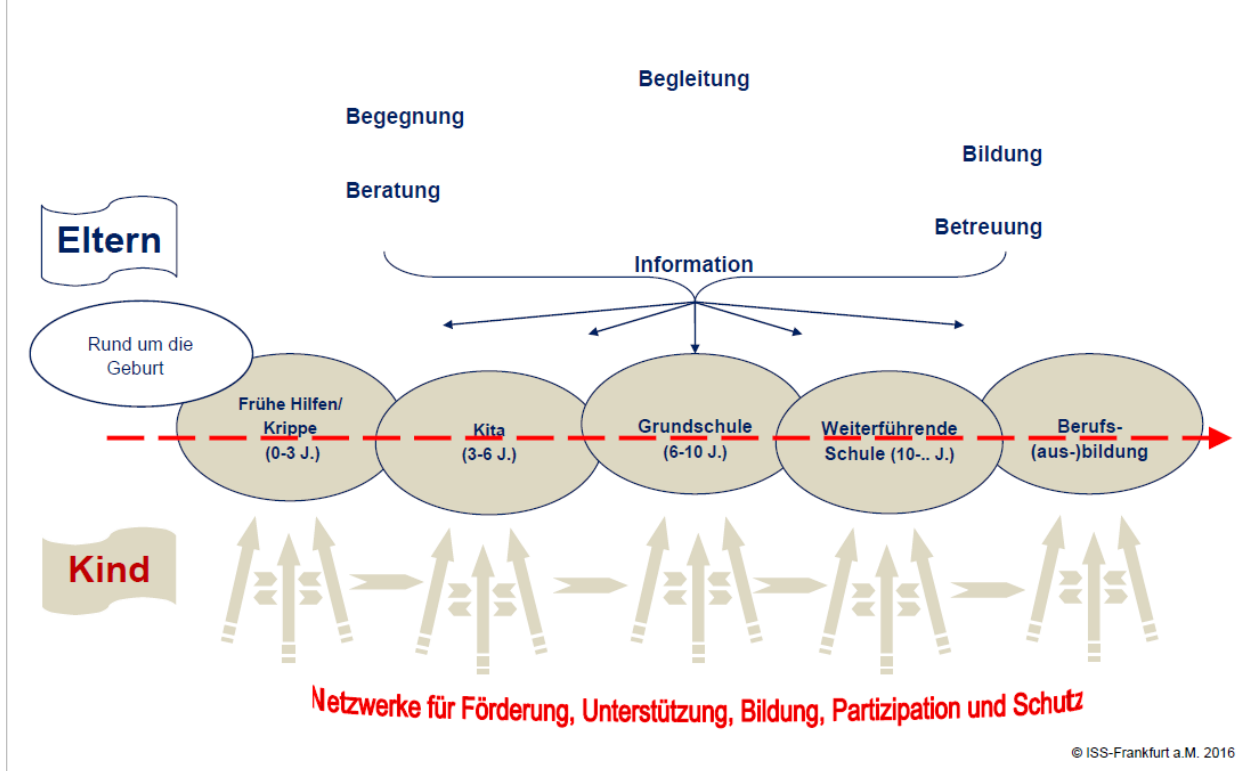 Begleitung
Begegnung
Bildung
Beratung
Eltern
Betreuung
Information
Rund um die
Geburt
Frühe Hilfen/
Krippe
(0-3 J.)
Kita
(3-6 J.)
Grundschule
(6-10 J.)
Weiterführende
Schule (10-.. J.)
Berufs-
(aus-)bildung
Kind
Netzwerke für Förderung, Unterstützung, Bildung, Partizipation und Schutz
© ISS-Frankfurt a.M. 2016